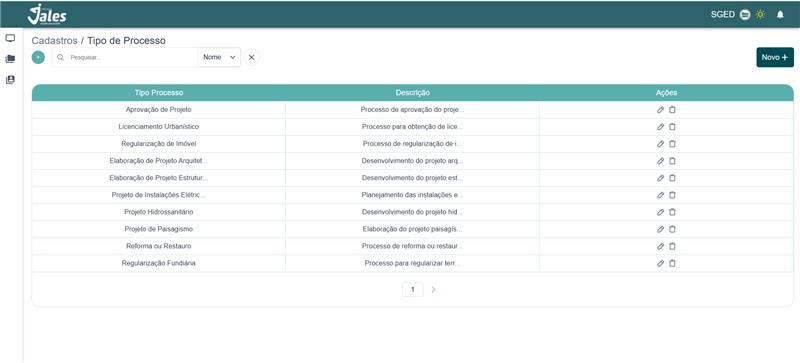 Jales
SGED
Cadastros / Tipo de Processo
+
Pesquisar...
Nome
Novo +
Tipo Processo Descrição Ações
Aprovação de Projeto Processo de aprovação do proje...
Licenciamento Urbanístico Processo para obtenção de lice...
Regularização de Imóvel Processo de regularização de i...
Elaboração de Projeto Arquitet... Desenvolvimento do projeto arq...
Elaboração de Projeto Estrutur... Desenvolvimento do projeto est...
Projeto de Instalações Elétric... Planejamento das instalações e...
Projeto Hidrossanitário Desenvolvimento do projeto hid...
Projeto de Paisagismo Elaboração do projeto paisagís...
Reforma ou Restauro Processo de reforma ou restaur...
Regularização Fundiária Processo para regularizar terr...
1